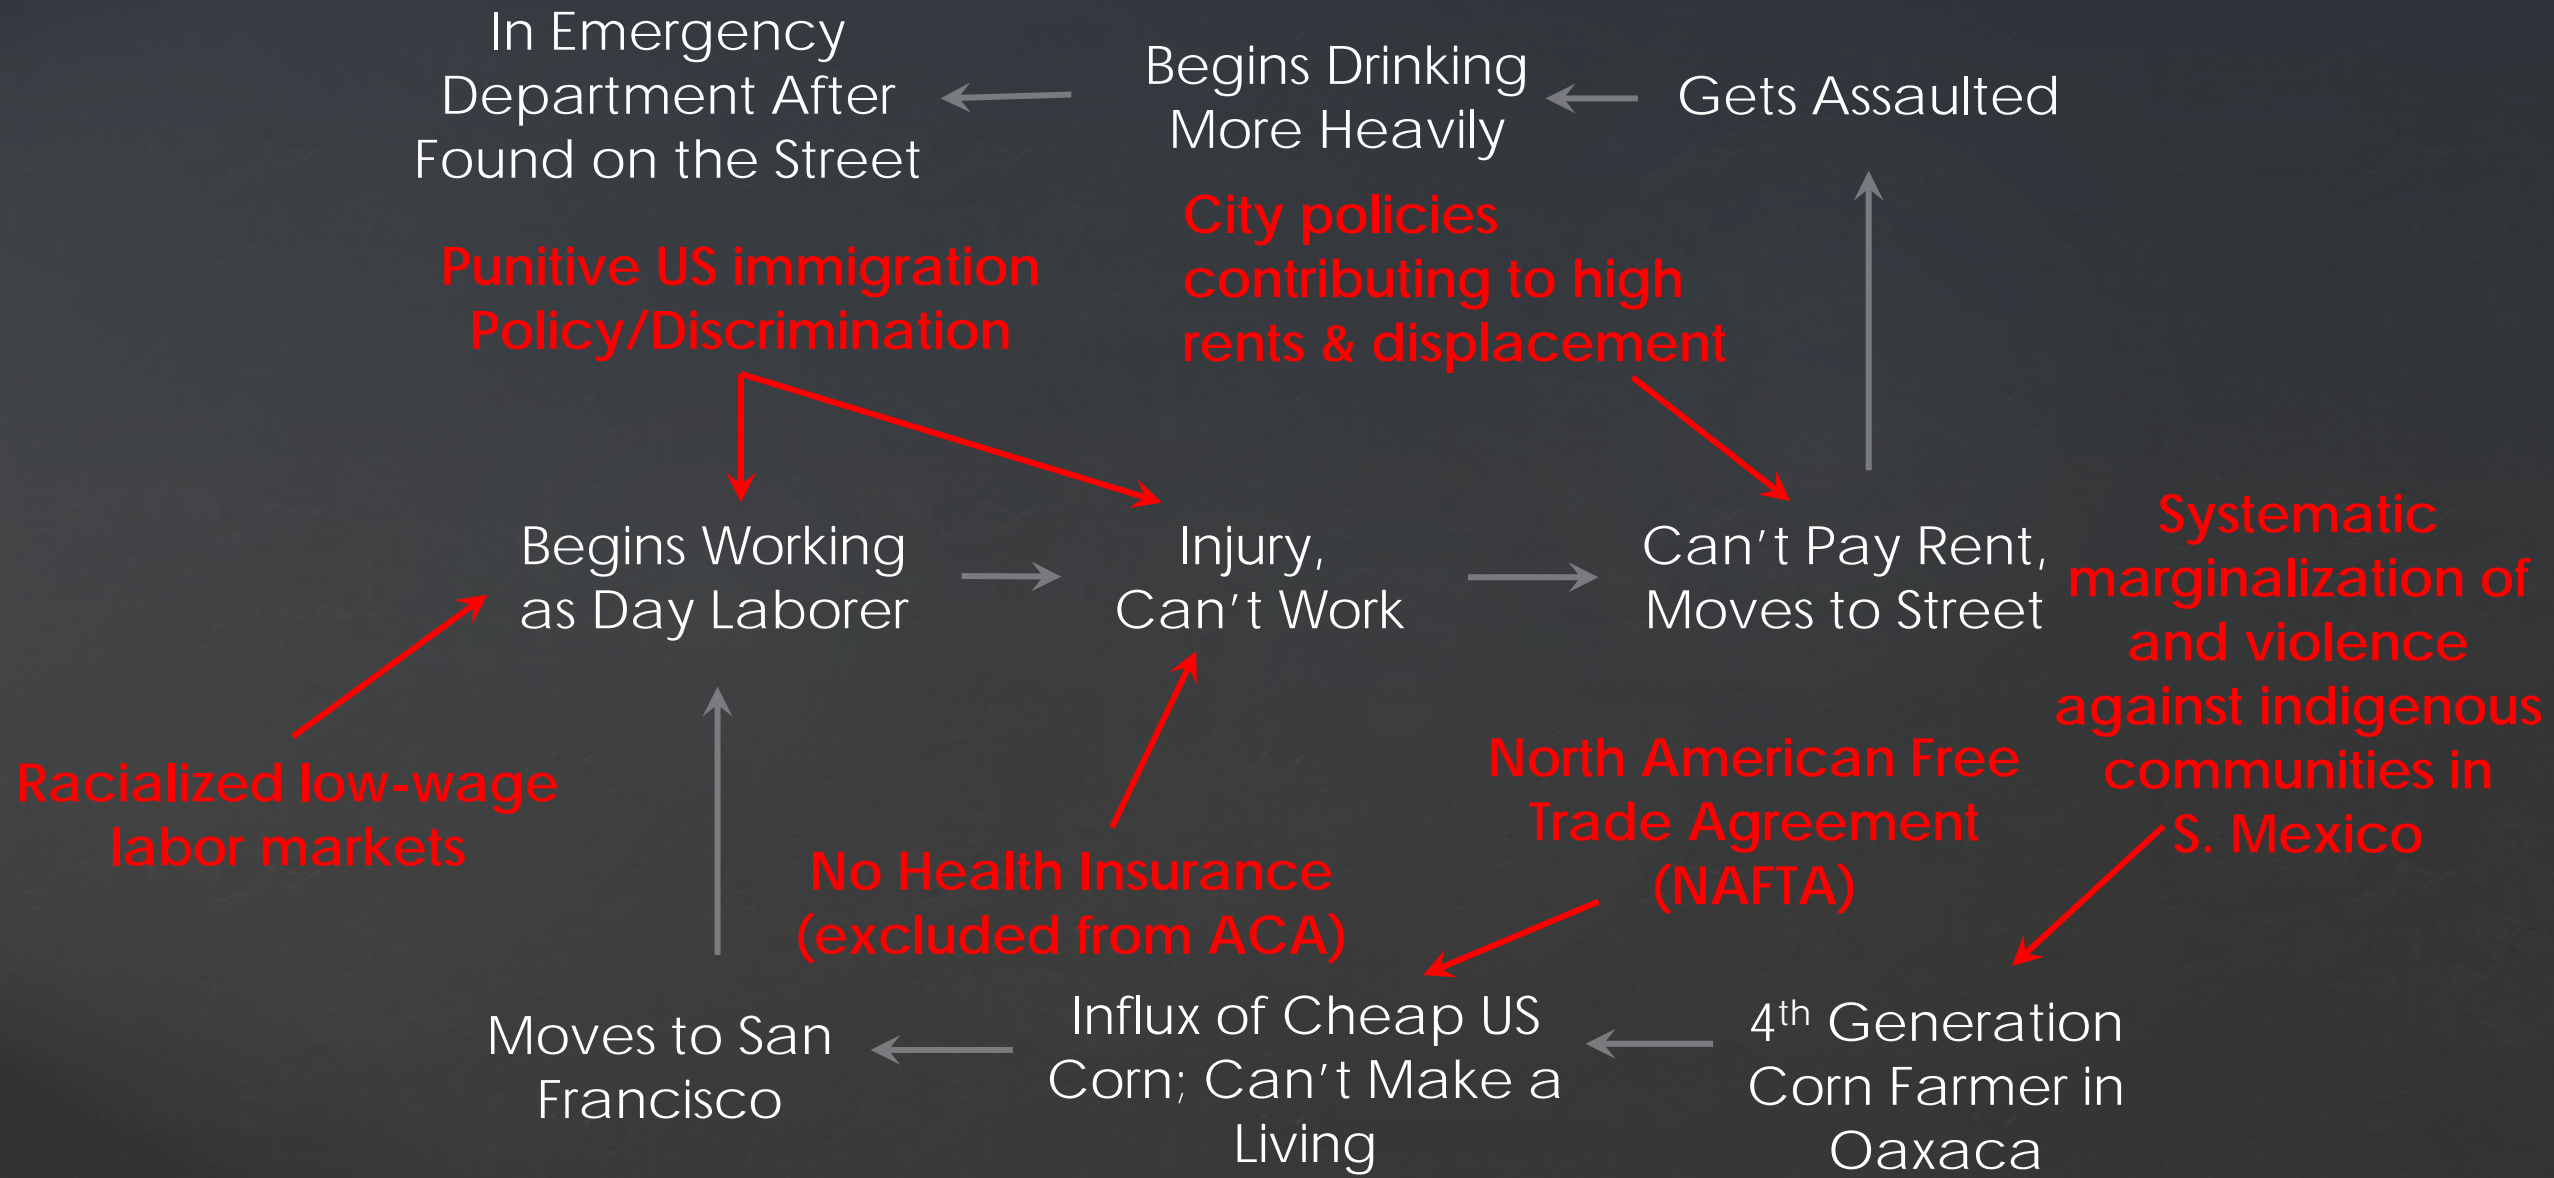 In Emergency
Department After
Found on the Street
Begins Drinking
More Heavily
Gets Assaulted
Punitive US immigration
Policy/Discrimination
City policies
contributing to high
rents & displacement
Begins Working
as Day Laborer
Injury,
Can’t Work
Can’t Pay Rent,
Moves to Street
Systematic
marginalization of
and violence
against indigenous
communities in
S. Mexico
Racialized low-wage
labor markets
No Health Insurance
(excluded from ACA)
North American Free
Trade Agreement
(NAFTA)
Moves to San
Francisco
Influx of Cheap US
Corn; Can’t Make a
Living
4th Generation
Corn Farmer in
Oaxaca